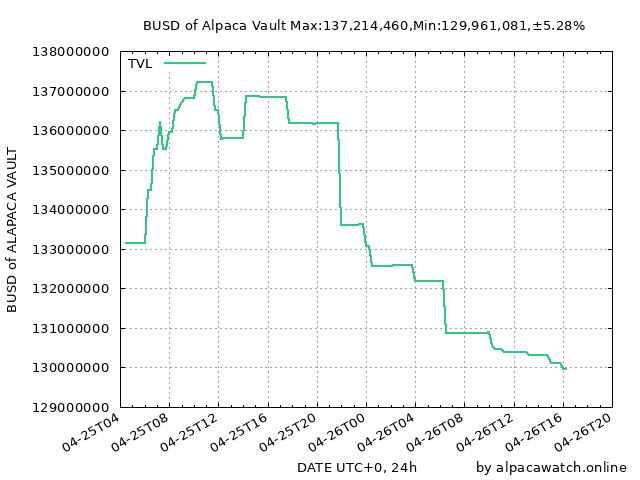 BUSD of Alpaca Vault Max:137,214,460,Min:129,961,081,±5.28%
TVL
138000000
137000000
136000000
135000000
134000000
133000000
132000000
131000000
130000000
129000000
BUSD of ALAPACA VAULT
04-25T04
04-25T08
04-25T12
04-25T16
04-25T20
04-26T00
04-26T04
04-26T08
04-26T12
04-26T16
04-26T20
DATE UTC+0, 24h
by alpacawatch.online